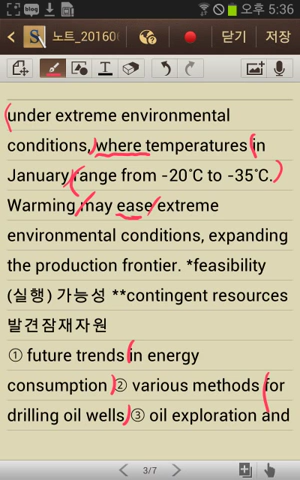 blog
오후 5:36
노트_20160
닫기
저장
under extreme environmental
conditions, where temperatures in
January range from -20°C to -35°C.
Warming may ease extreme
environmental conditions, expanding
the production frontier. *feasibility
(실행) 가능성 **contingent resources
발견잠재자원
① future trends in energy
consumption ② various methods for
drilling oil wells ③ oil exploration and
3/7